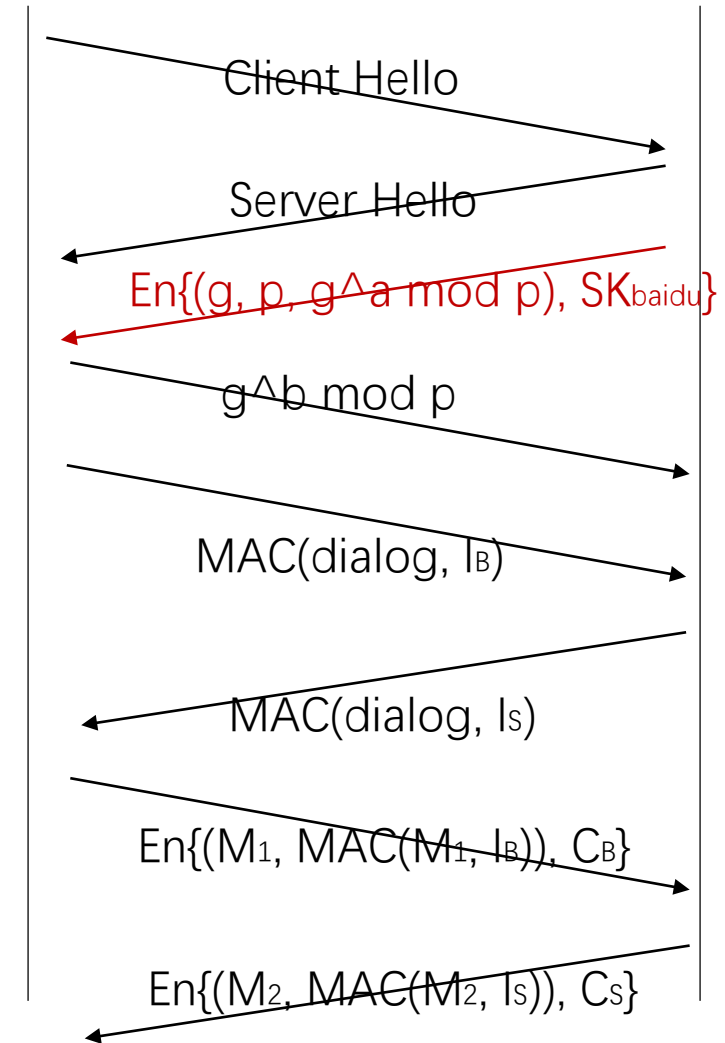 Client Hello
Server Hello
En{(g, p, g^a mod p), SKbaidu}
g^b mod p
MAC(dialog, IB)
MAC(dialog, IS)
En{(M1, MAC(M1, IB)), CB}
En{(M2, MAC(M2, IS)), CS}